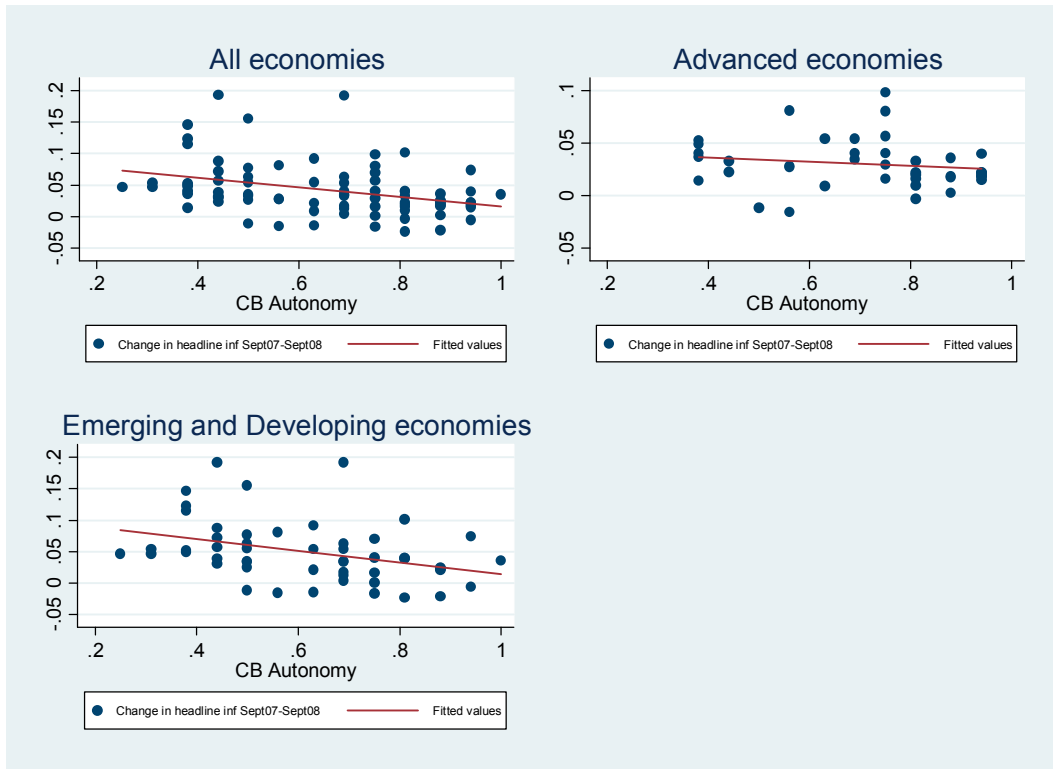 All economies
.2
.15
.1
.05
0
-.05
.2
.4
.6
.8
1
CB Autonomy
Change in headline inf Sept07-Sept08
Fitted values
Advanced economies
.1
.05
0
-.05
.2
.4
.6
.8
1
CB Autonomy
Change in headline inf Sept07-Sept08
Fitted values
Emerging and Developing economies
.2
.15
.1
.05
0
-.05
.2
.4
.6
.8
1
CB Autonomy
Change in headline inf Sept07-Sept08
Fitted values